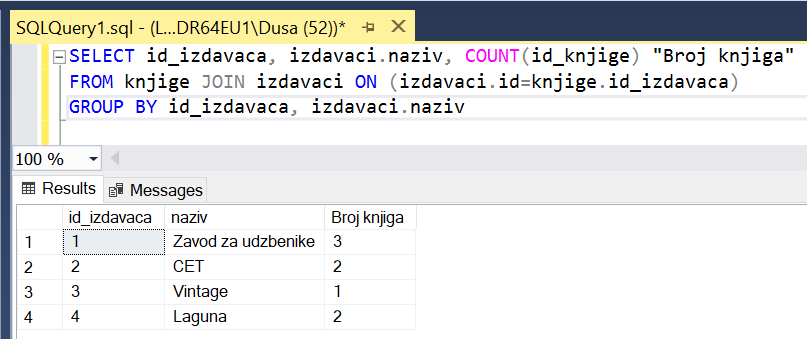 SQLQuery1.sql - (L...DR64EU1\Dusa (52))*
SELECT id_izdavaca, izdavaci.naziv, COUNT(id_knjige) "Broj knjiga"
FROM knjige JOIN izdavaci ON (izdavaci.id=knjige.id_izdavaca)
GROUP BY id_izdavaca, izdavaci.naziv
100 %
Results Messages
id_izdavaca naziv Broj knjiga
1 1 Zavod za udzbenike 3
2 2 CET 2
3 3 Vintage 1
4 4 Laguna 2